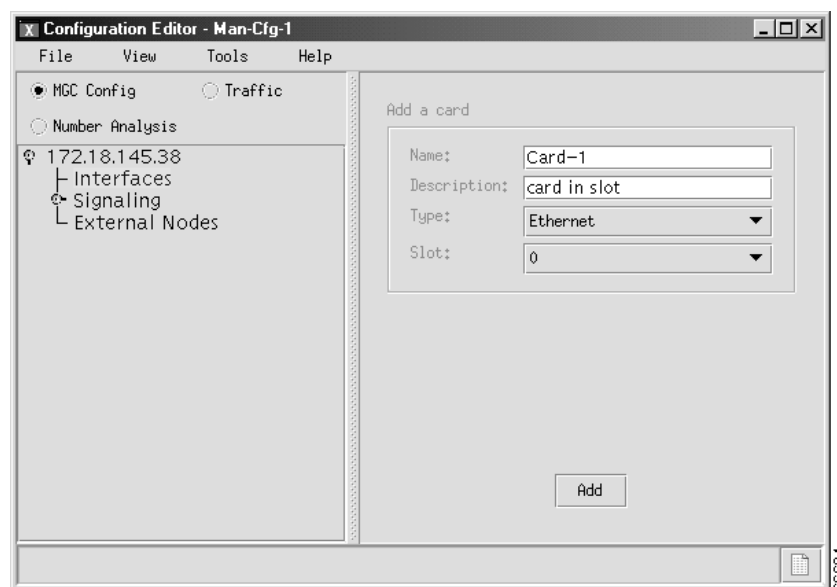 Configuration Editor - Man-Cfg-1
File View Tools Help
MGC Config Traffic
Number Analysis
172.18.145.38
Interfaces
Signaling
External Nodes
Add a card
Name: Card-1
Description: card in slot
Type: Ethernet
Slot: 0
Add